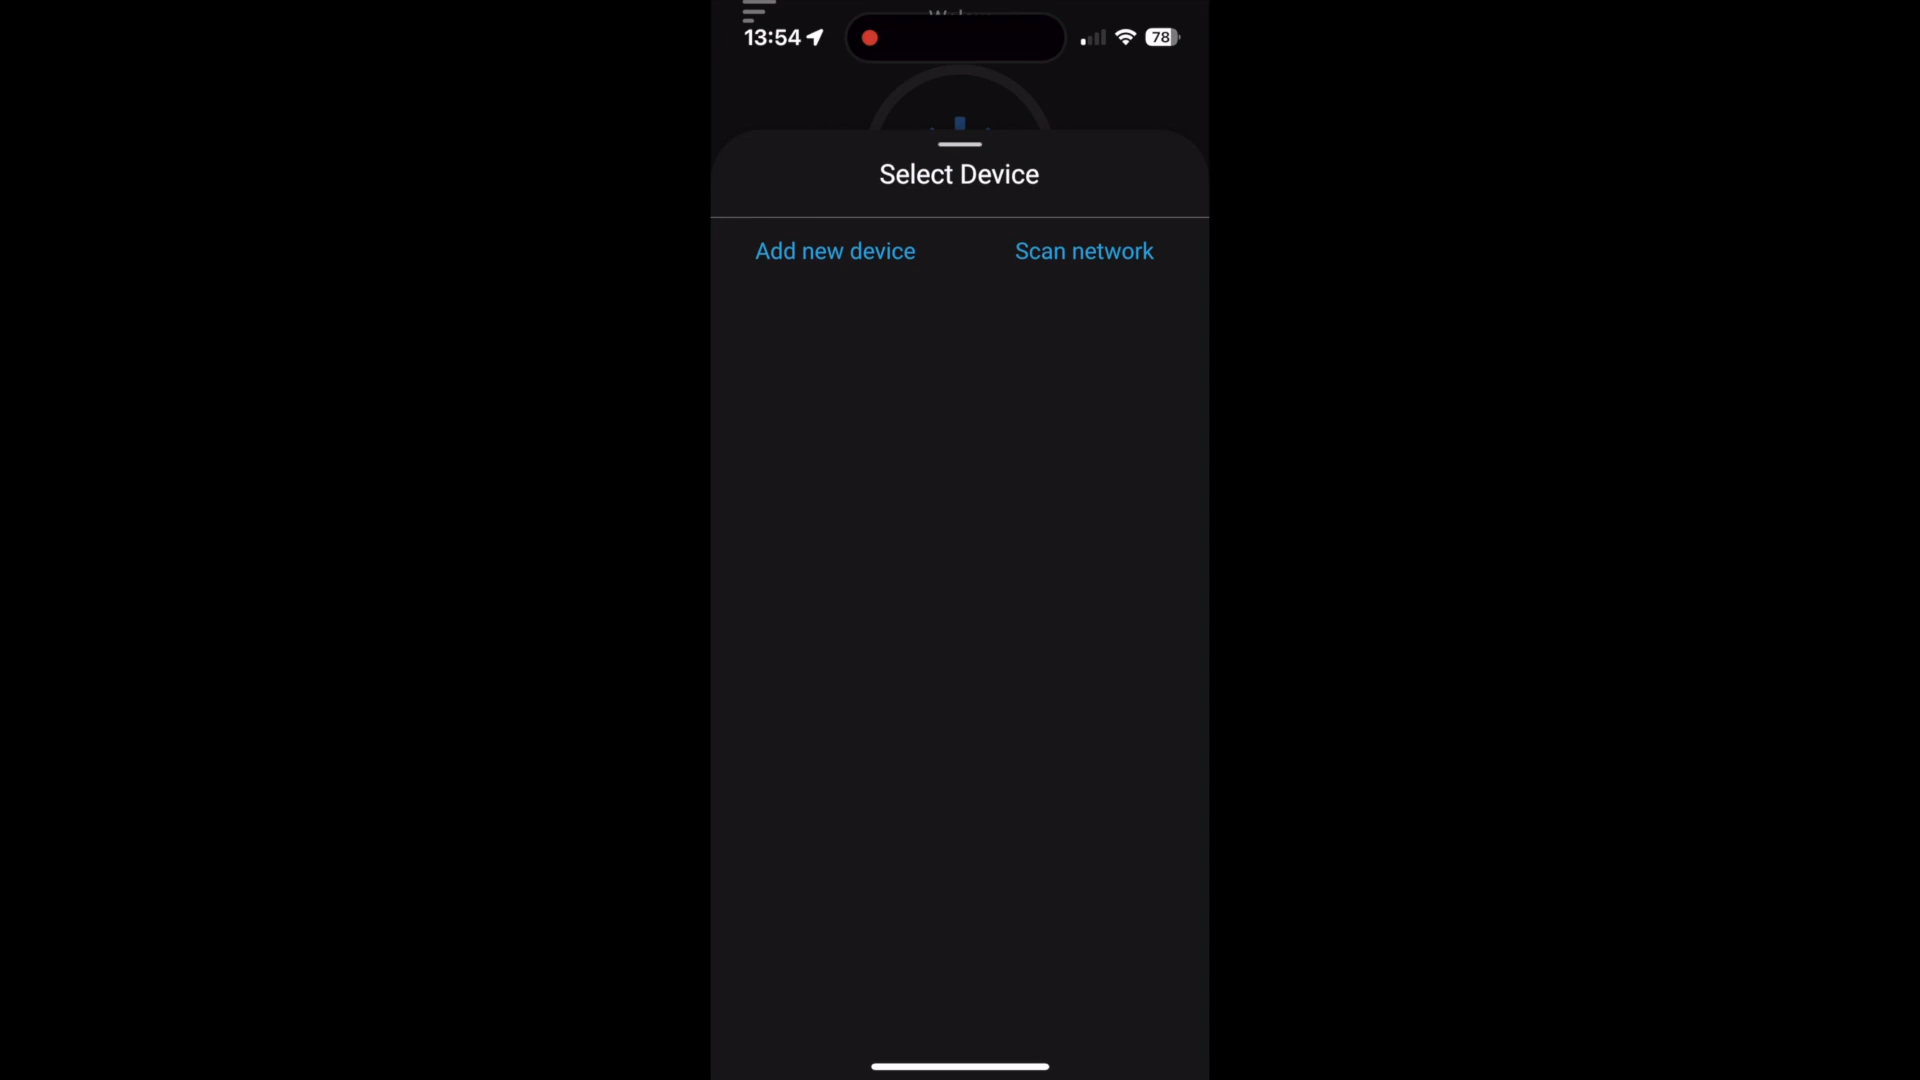 13:54
78
Select Device
Add new device
Scan network